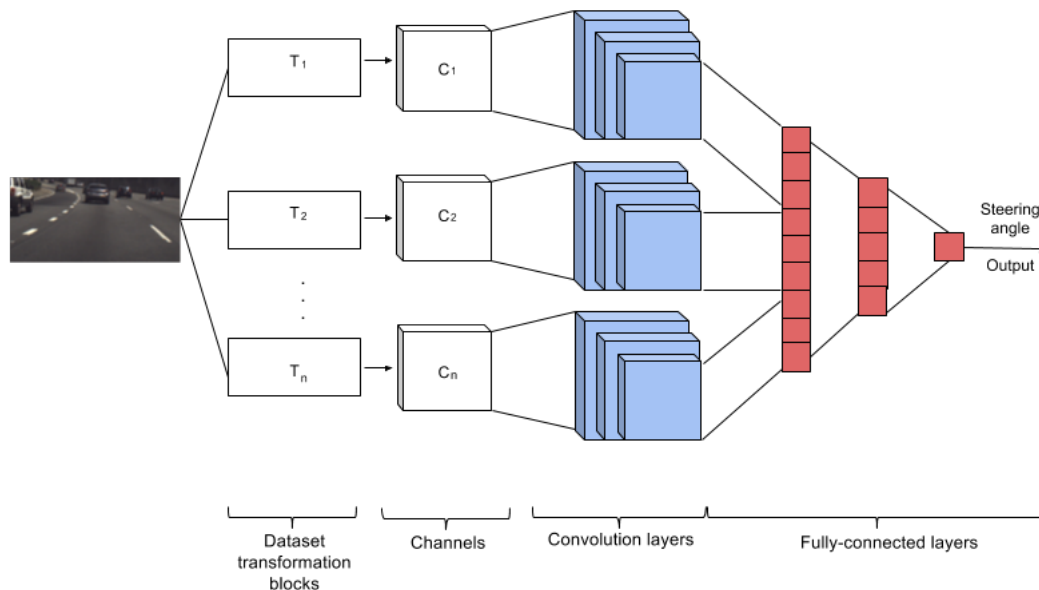 T1
C1
T2
C2
. . .
Tn
Cn
Steering
angle
Output
Dataset
transformation
blocks
Channels
Convolution layers
Fully-connected layers